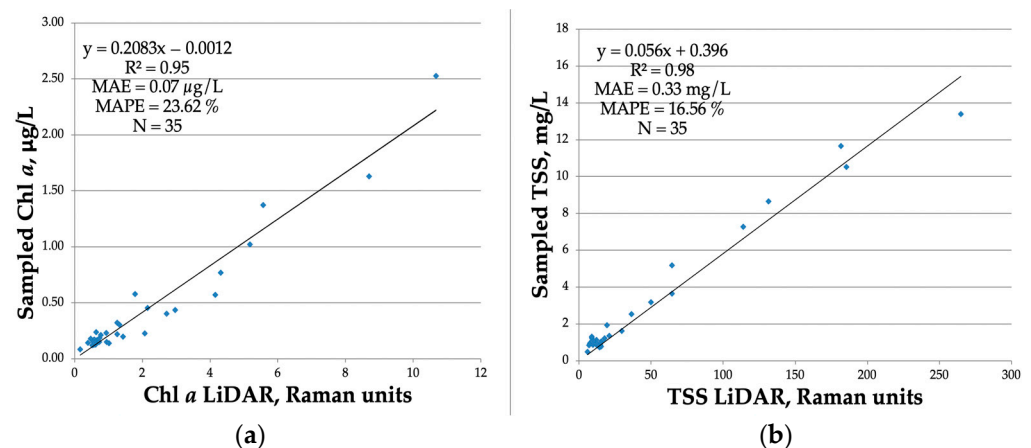 3.00
2.50
2.00
1.50
1.00
0.50
0.00
0
2
4
6
8
10
12
Sampled Chl a, µg/L
Chl a LiDAR, Raman units
y = 0.2083x – 0.0012
R² = 0.95
MAE = 0.07 µg/L
MAPE = 23.62 %
N = 35
(a)
18
16
14
12
10
8
6
4
2
0
0
50
100
150
200
250
300
Sampled TSS, mg/L
TSS LiDAR, Raman units
y = 0.056x + 0.396
R² = 0.98
MAE = 0.33 mg/L
MAPE = 16.56 %
N = 35
(b)